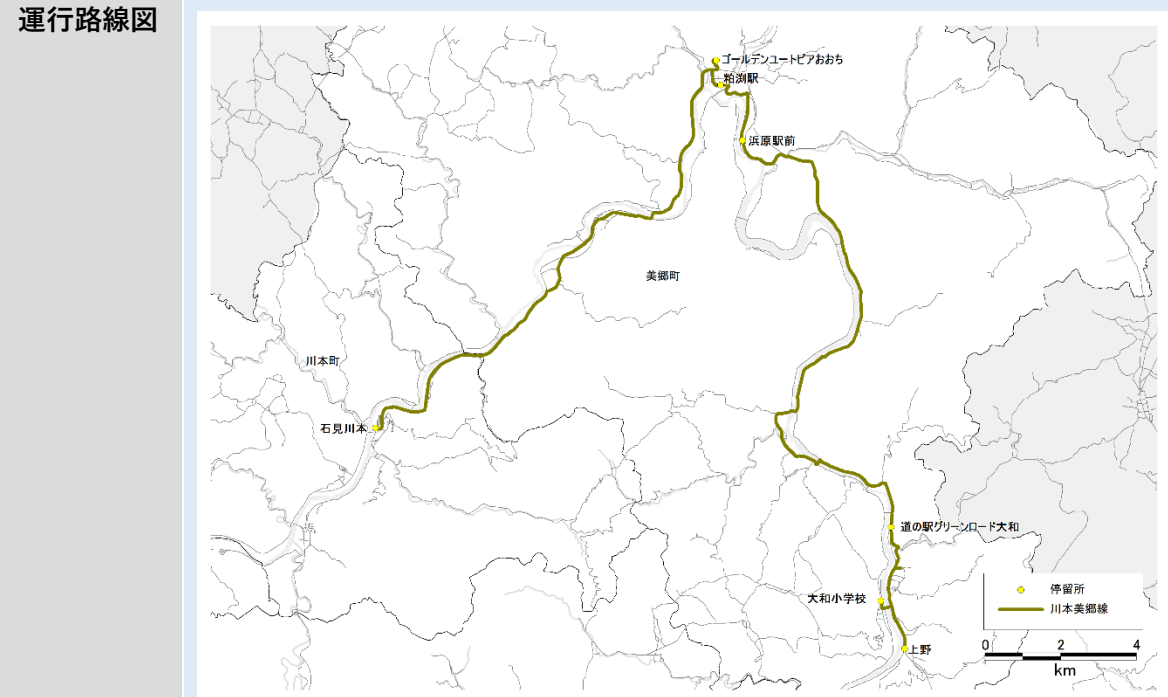 運行路線図
ゴールデンユートピアおおち
粕渕駅
浜原駅前
美郷町
川本町
石見川本
道の駅グリーンロード大和
大和小学校
上野
停留所
川本美郷線
0 2 4
km